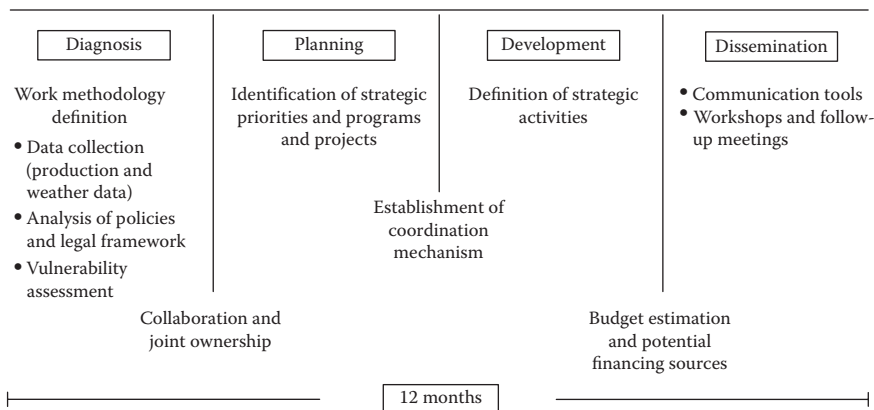 Diagnosis
Work methodology
definition
• Data collection
(production and
weather data)
• Analysis of policies
and legal framework
• Vulnerability
assessment
Planning
Identification of strategic
priorities and programs
and projects
Development
Definition of strategic
activities
Dissemination
• Communication tools
• Workshops and follow-
up meetings
Establishment of
coordination
mechanism
Collaboration and
joint ownership
Budget estimation
and potential
financing sources
12 months